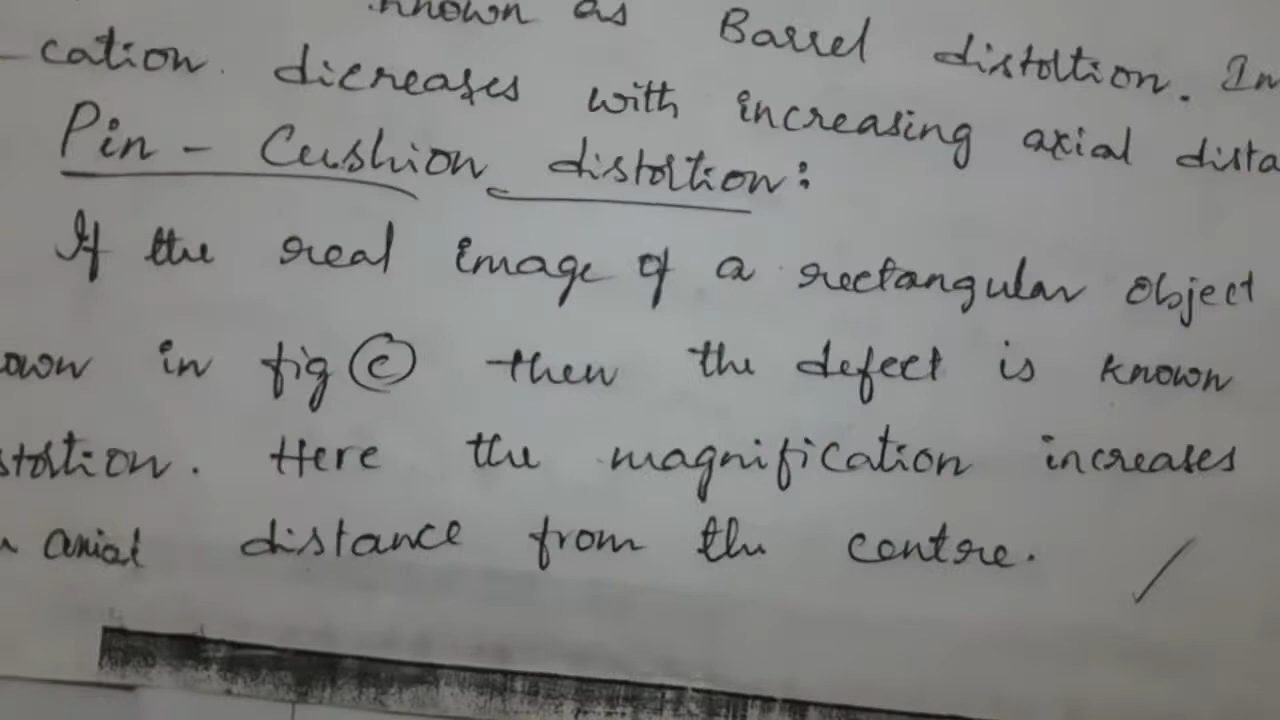 known as Barrel distortion. In
-cation dicreases with increasing axial dista
Pin - Cushion distortion:
If the real image of a rectangular object
own in fig (c) then the defect is known
stortion. Here the magnification increases
axial distance from the centre.